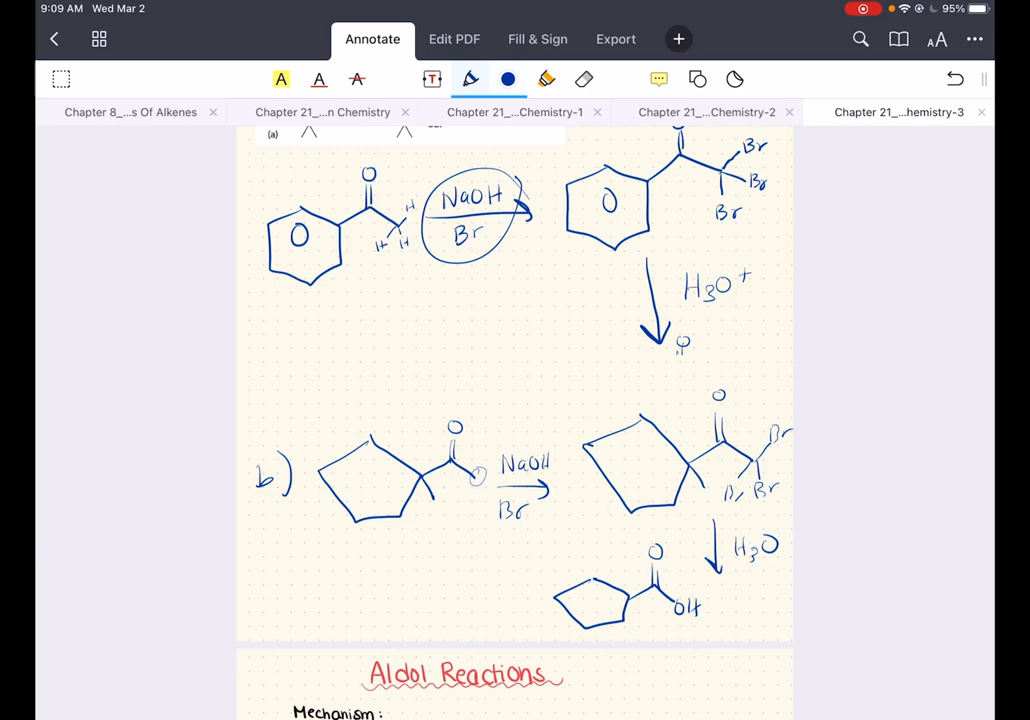 9:09 AM Wed Mar 2
95%
Annotate
Edit PDF
Fill & Sign
Export
Chapter 8_...s Of Alkenes
Chapter 21_...n Chemistry
Chapter 21_...Chemistry-1
Chapter 21_...Chemistry-2
Chapter 21_...hemistry-3
(a)
O
O
H
H
H
NaOH
Br
O
Br
Br
Br
H3O+
b)
O
NaOH
Br
O
Br
Br
H3O
O
OH
Aldol Reactions
Mechanism: